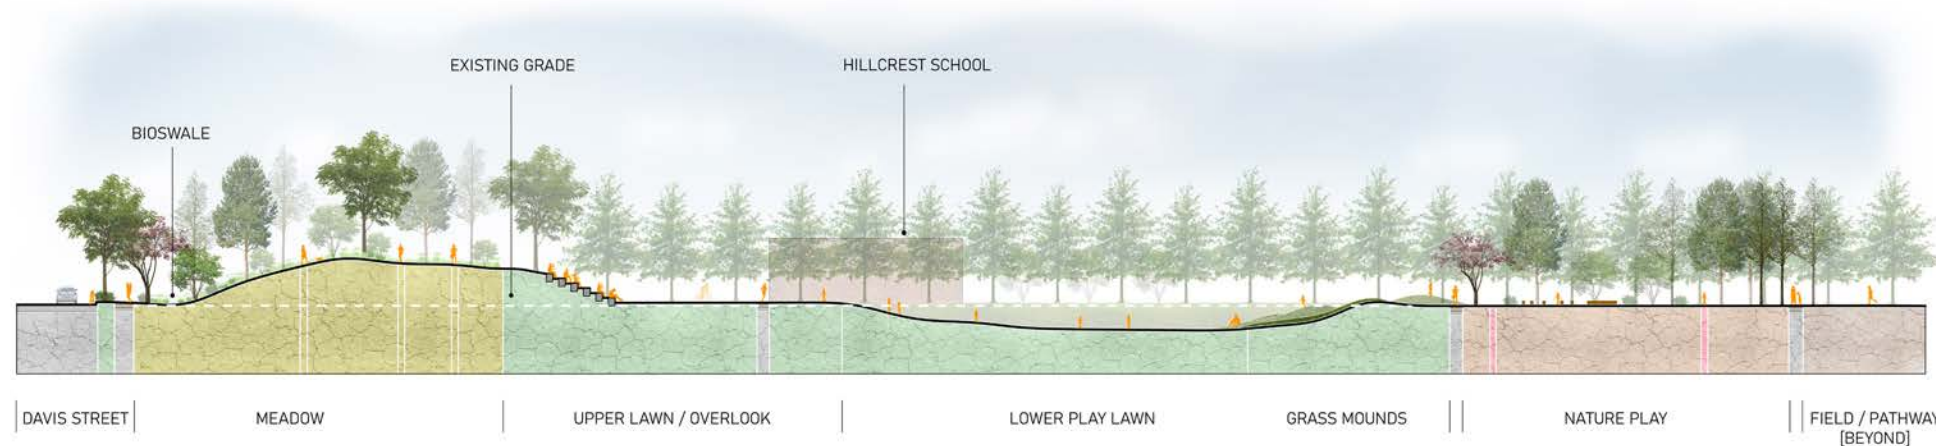 EXISTING GRADE
HILLCREST SCHOOL
BIOSWALE
DAVIS STREET
MEADOW
UPPER LAWN / OVERLOOK
LOWER PLAY LAWN
GRASS MOUNDS
NATURE PLAY
FIELD / PATHWAY
[BEYOND]